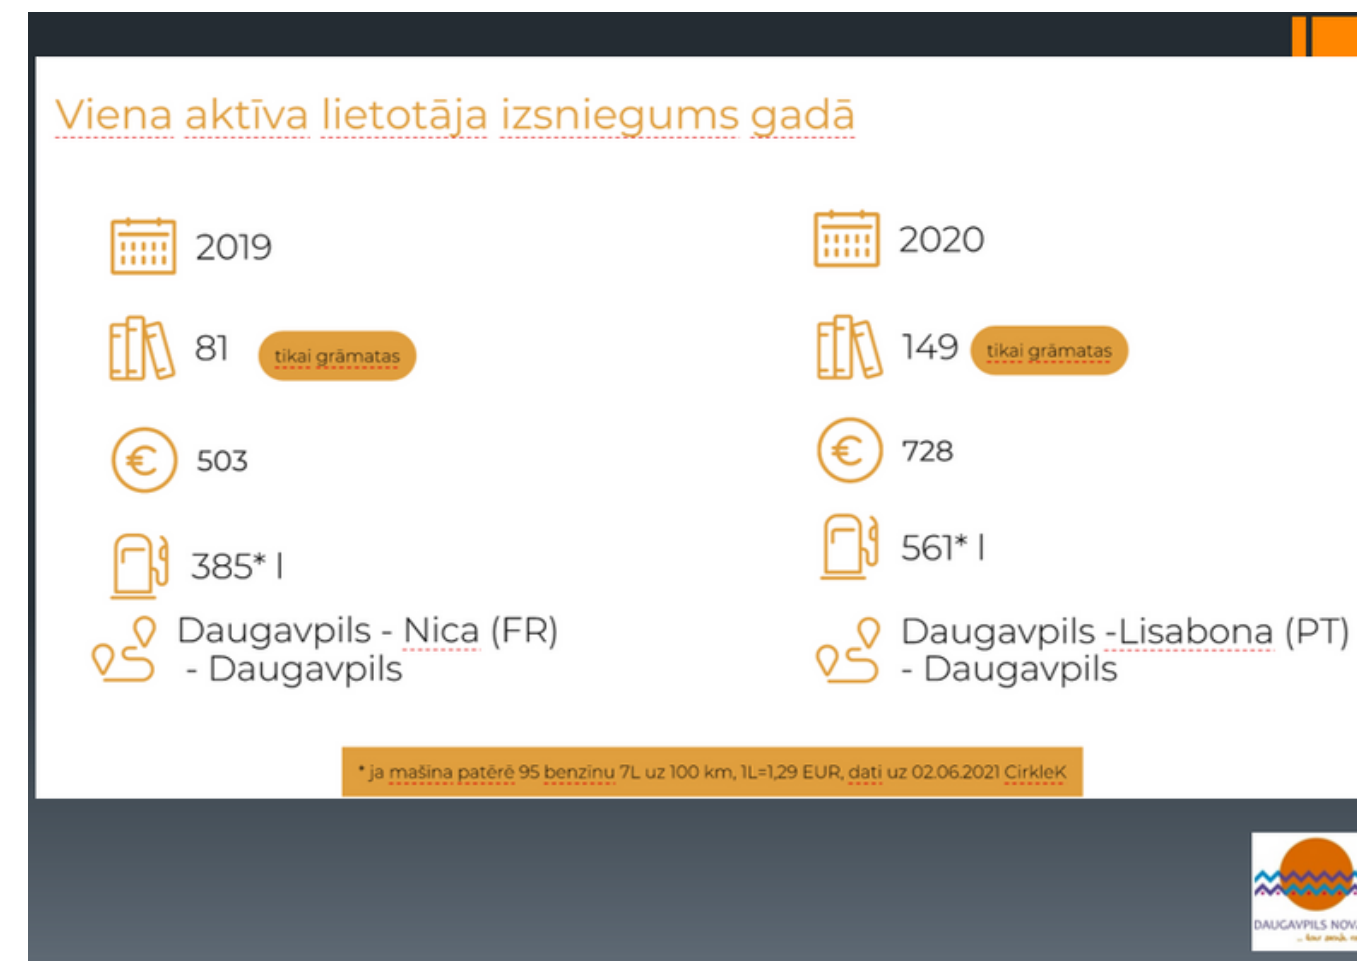 Viena aktīva lietotāja izsniegums gadā
2019
81 tikai grāmatas
503
385* l
Daugavpils - Nica (FR)
- Daugavpils
2020
149 tikai grāmatas
728
561* l
Daugavpils -Lisabona (PT)
- Daugavpils
* ja mašina patērē 95 benzīnu 7L uz 100 km, 1L=1,29 EUR, dati uz 02.06.2021 CirkleK
DAUGAVPILS